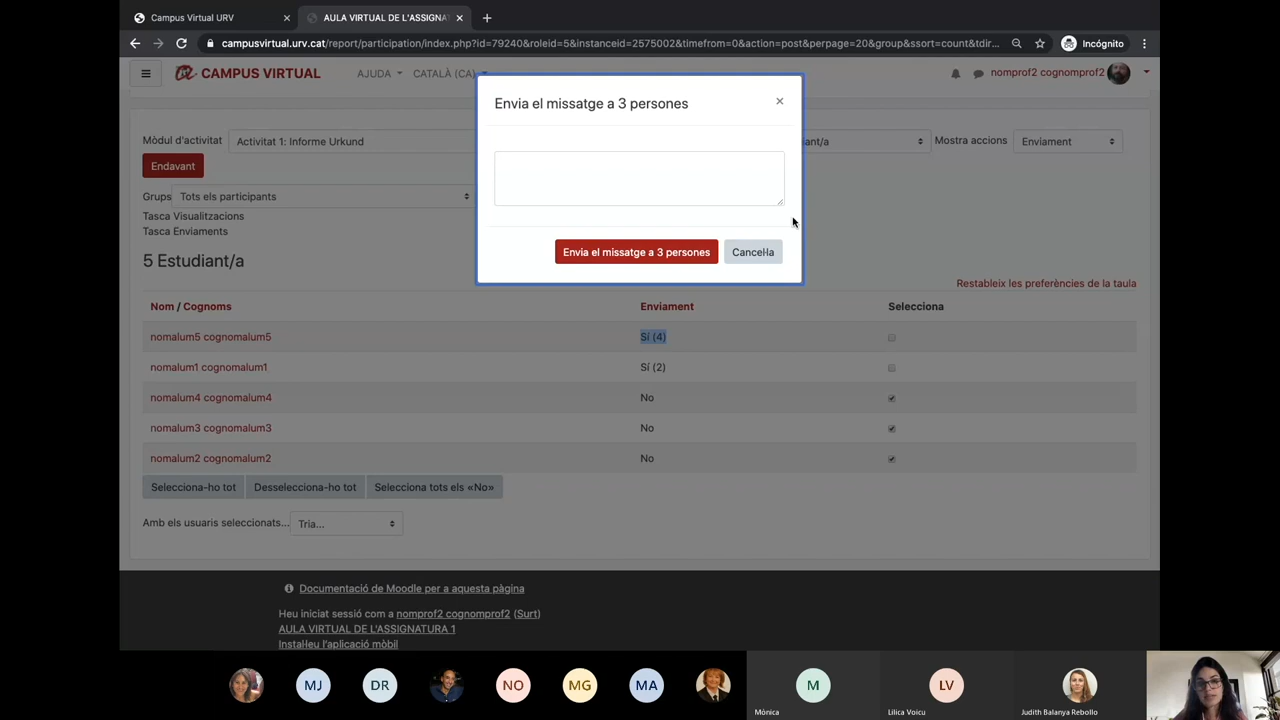 Campus Virtual URV
AULA VIRTUAL DE L'ASSIGNA
campusvirtual.urv.cat/report/participation/index.php?id=79240&roleid=5&instanceid=2575002&timefrom=0&action=post&perpage=20&group&ssort=count&tdir...
Incógnito
CAMPUS VIRTUAL
AJUDA
CATALÀ (CA)
nomprof2 cognomprof2
Envia el missatge a 3 persones
Mòdul d'activitat
Activitat 1: Informe Urkund
iant/a
Mostra accions
Enviament
Endavant
Grups
Tots els participants
Tasca Visualitzacions
Tasca Enviaments
Envia el missatge a 3 persones
Cancel·la
5 Estudiant/a
Restableix les preferències de la taula
Nom / Cognoms
Enviament
Selecciona
nomalum5 cognomalum5
Sí (4)
nomalum1 cognomalum1
Sí (2)
nomalum4 cognomalum4
No
nomalum3 cognomalum3
No
nomalum2 cognomalum2
No
Selecciona-ho tot
Desselecciona-ho tot
Selecciona tots els «No»
Amb els usuaris seleccionats...
Tria...
Documentació de Moodle per a aquesta pàgina
Heu iniciat sessió com a nomprof2 cognomprof2 (Surt)
AULA VIRTUAL DE L'ASSIGNATURA 1
Instal·leu l'aplicació mòbil
MJ
DR
NO
MG
MA
M
LV
Mònica
Lilica Voicu
Judith Balanya Rebollo